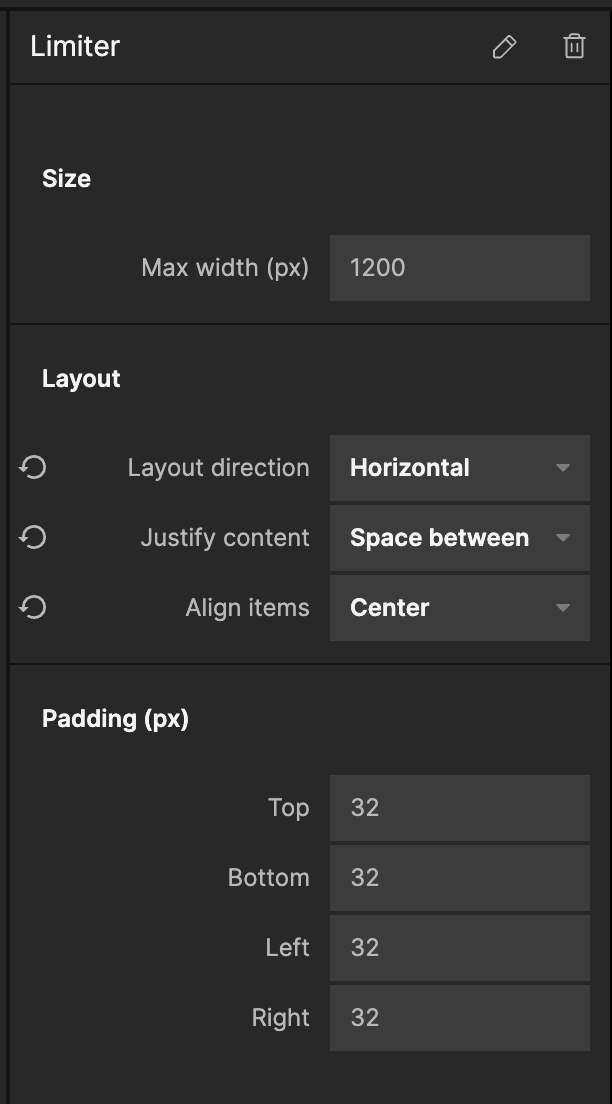 Limiter
Size
Max width (px) 1200
Layout
Layout direction Horizontal
Justify content Space between
Align items Center
Padding (px)
Top 32
Bottom 32
Left 32
Right 32